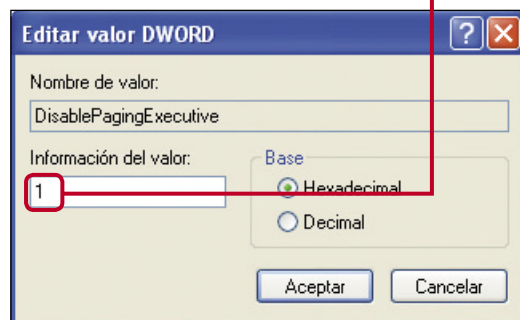 Editar valor DWORD
Nombre de valor:
DisablePagingExecutive
Información del valor:
1
Base
Hexadecimal
Decimal
Aceptar
Cancelar